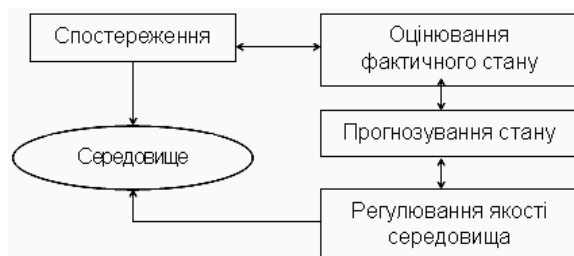 Спостереження
Оцінювання
фактичного стану
Середовище
Прогнозування стану
Регулювання якості
середовища